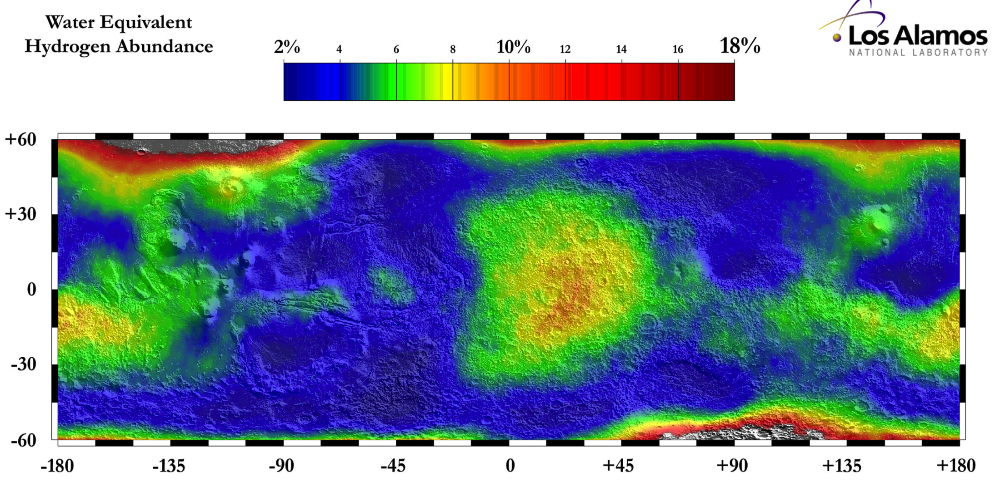 Water Equivalent
Hydrogen Abundance
2% 4 6 8 10% 12 14 16 18%
Los Alamos
NATIONAL LABORATORY
+60
+30
0
-30
-60
-180 -135 -90 -45 0 +45 +90 +135 +180